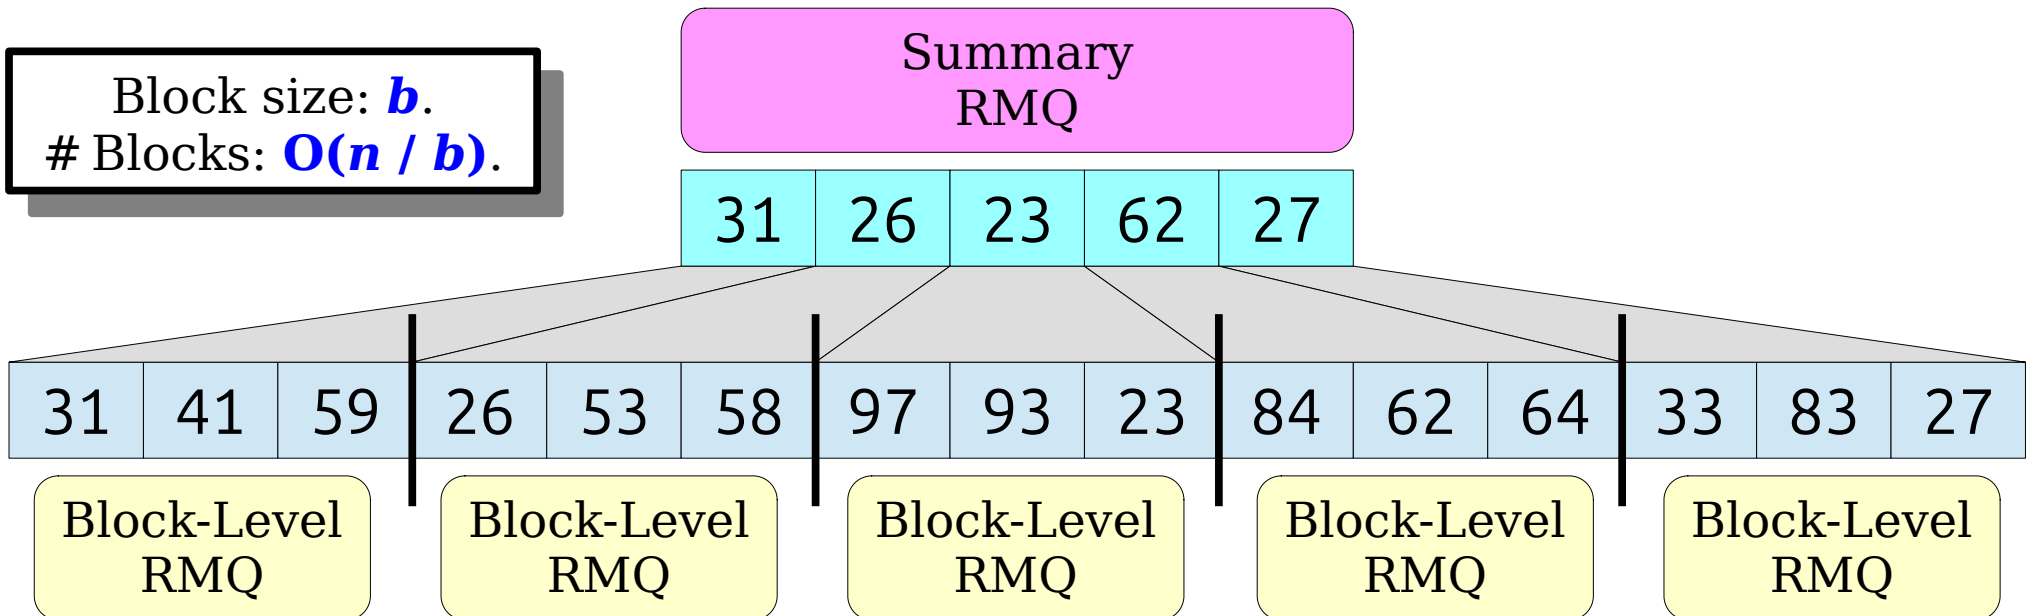 Summary
RMQ
Block size: b.
# Blocks: O(n / b).
31 26 23 62 27
31 41 59 26 53 58 97 93 23 84 62 64 33 83 27
Block-Level Block-Level Block-Level Block-Level Block-Level
RMQ RMQ RMQ RMQ RMQ